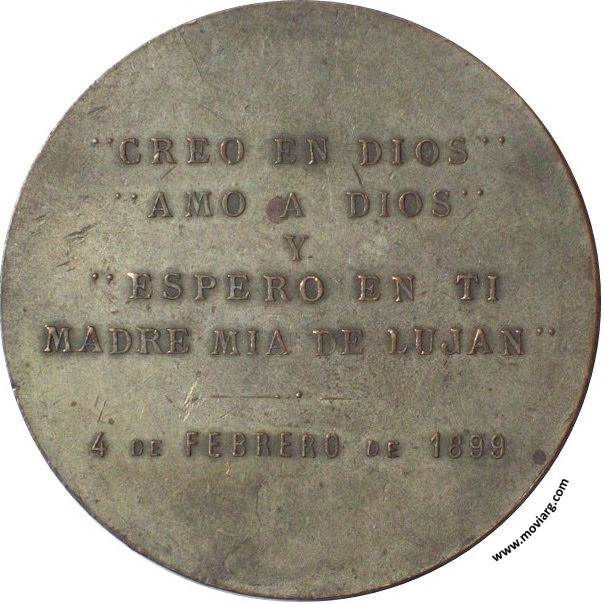 "CREO EN DIOS"
"AMO A DIOS"
Y
"ESPERO EN TI
MADRE MIA DE LUJAN"
4 DE FEBRERO DE 1899
www.moviarg.com